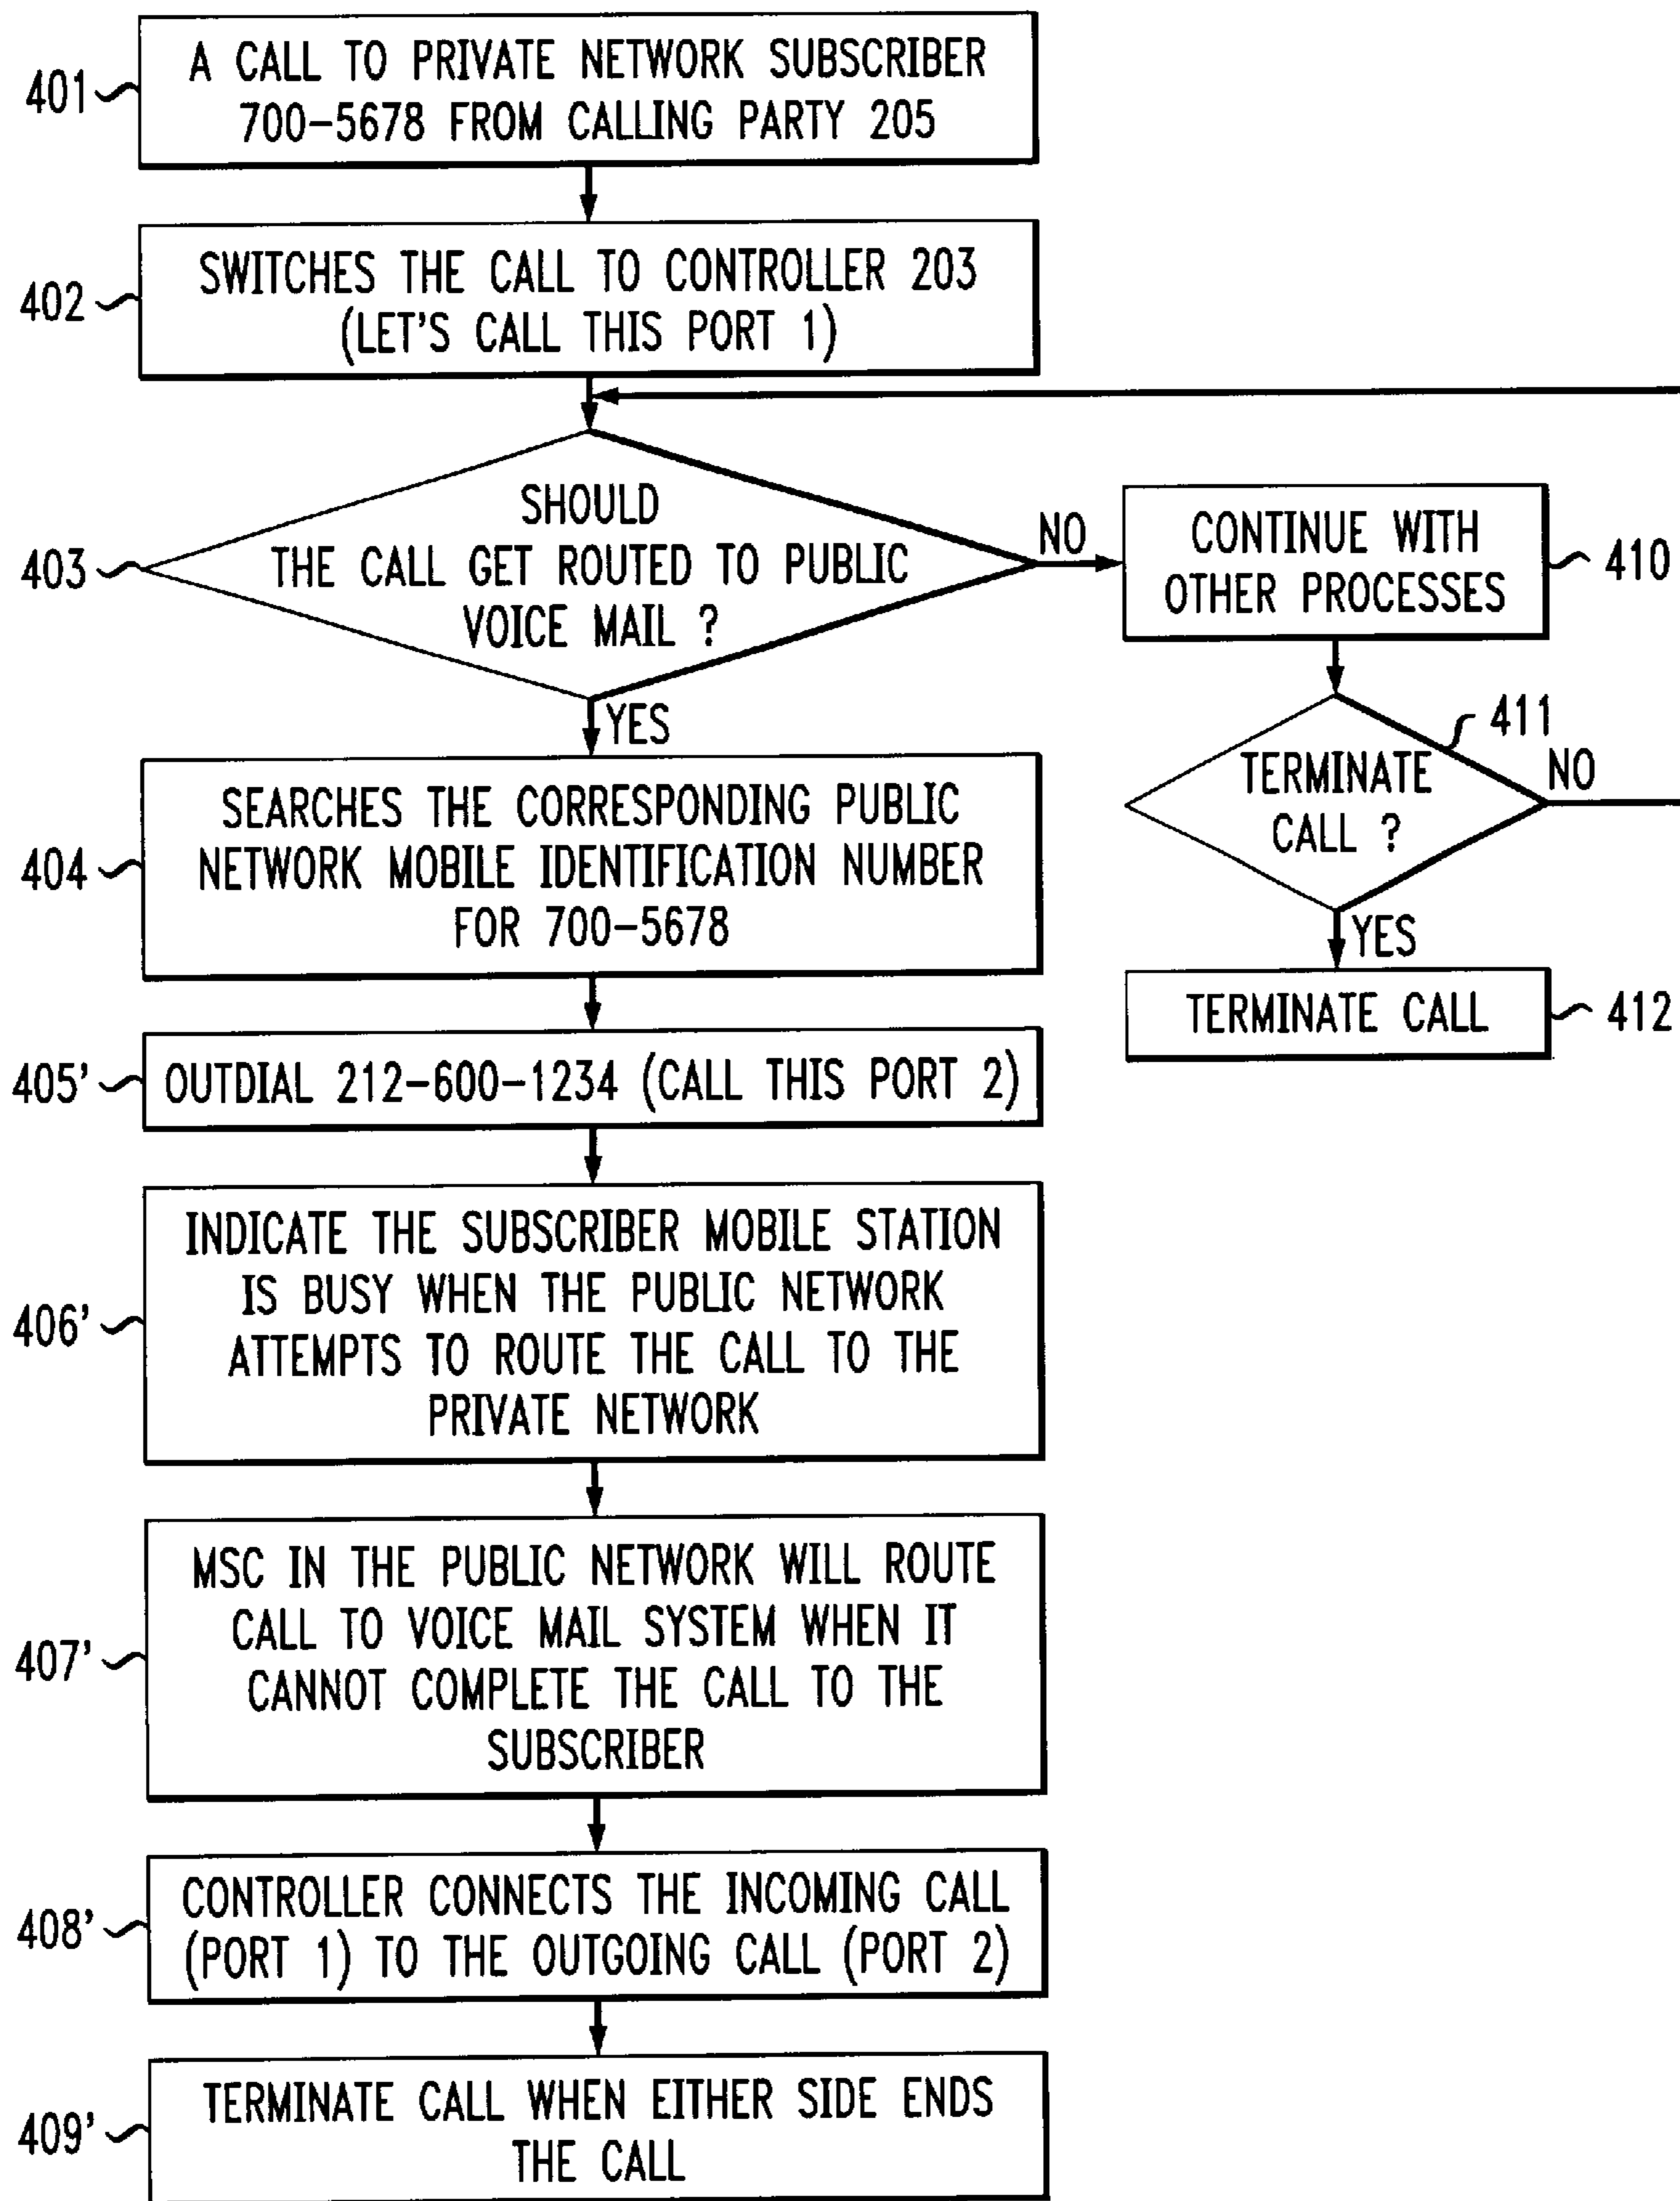 401
A CALL TO PRIVATE NETWORK SUBSCRIBER
700-5678 FROM CALLING PARTY 205
402
SWITCHES THE CALL TO CONTROLLER 203
(LET'S CALL THIS PORT 1)
403
SHOULD
THE CALL GET ROUTED TO PUBLIC
VOICE MAIL ?
NO
CONTINUE WITH
OTHER PROCESSES
410
YES
411
TERMINATE
CALL ?
NO
YES
TERMINATE CALL
412
404
SEARCHES THE CORRESPONDING PUBLIC
NETWORK MOBILE IDENTIFICATION NUMBER
FOR 700-5678
405'
OUTDIAL 212-600-1234 (CALL THIS PORT 2)
406'
INDICATE THE SUBSCRIBER MOBILE STATION
IS BUSY WHEN THE PUBLIC NETWORK
ATTEMPTS TO ROUTE THE CALL TO THE
PRIVATE NETWORK
407'
MSC IN THE PUBLIC NETWORK WILL ROUTE
CALL TO VOICE MAIL SYSTEM WHEN IT
CANNOT COMPLETE THE CALL TO THE
SUBSCRIBER
408'
CONTROLLER CONNECTS THE INCOMING CALL
(PORT 1) TO THE OUTGOING CALL (PORT 2)
409'
TERMINATE CALL WHEN EITHER SIDE ENDS
THE CALL